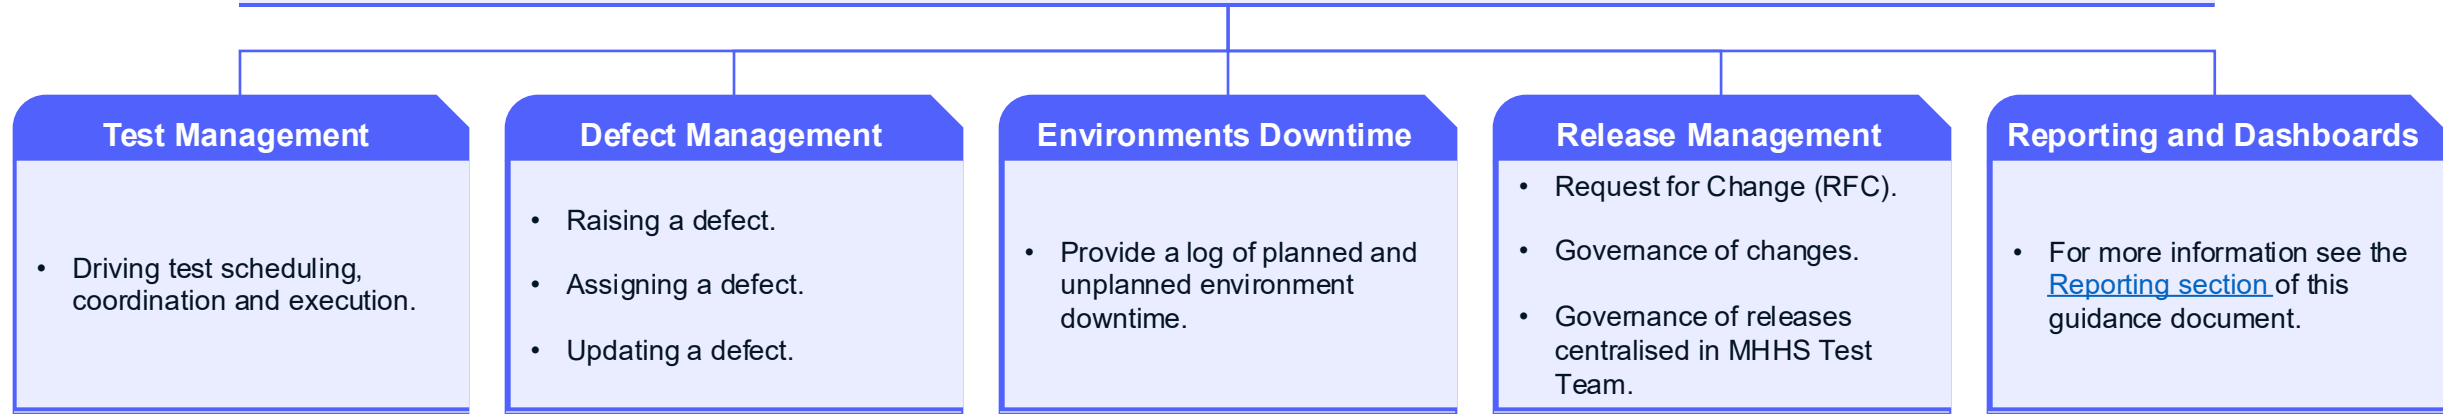 Test Management
• Driving test scheduling,
coordination and execution.
Defect Management
• Raising a defect.
• Assigning a defect.
• Updating a defect.
Environments Downtime
• Provide a log of planned and
unplanned environment
downtime.
Release Management
• Request for Change (RFC).
• Governance of changes.
• Governance of releases
centralised in MHHS Test
Team.
Reporting and Dashboards
• For more information see the
Reporting section of this
guidance document.